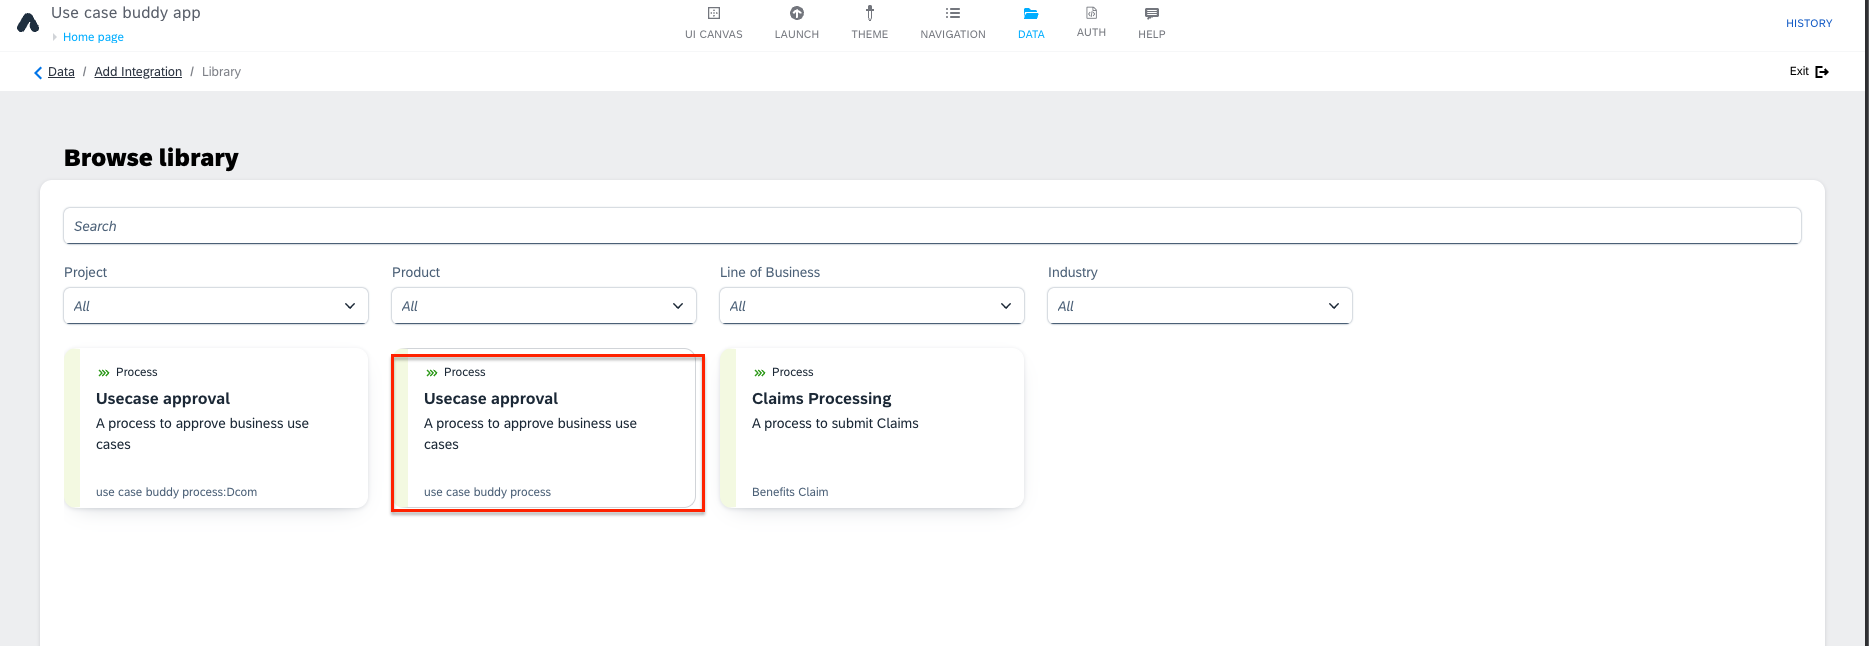 Use case buddy app
Home page
UI CANVAS
LAUNCH
THEME
NAVIGATION
DATA
AUTH
HELP
HISTORY
Data / Add Integration / Library
Exit
Browse library
Search
Project
Product
Line of Business
Industry
All
All
All
All
Process
Usecase approval
A process to approve business use
cases
use case buddy process:Dcom
Process
Usecase approval
A process to approve business use
cases
use case buddy process
Process
Claims Processing
A process to submit Claims
Benefits Claim